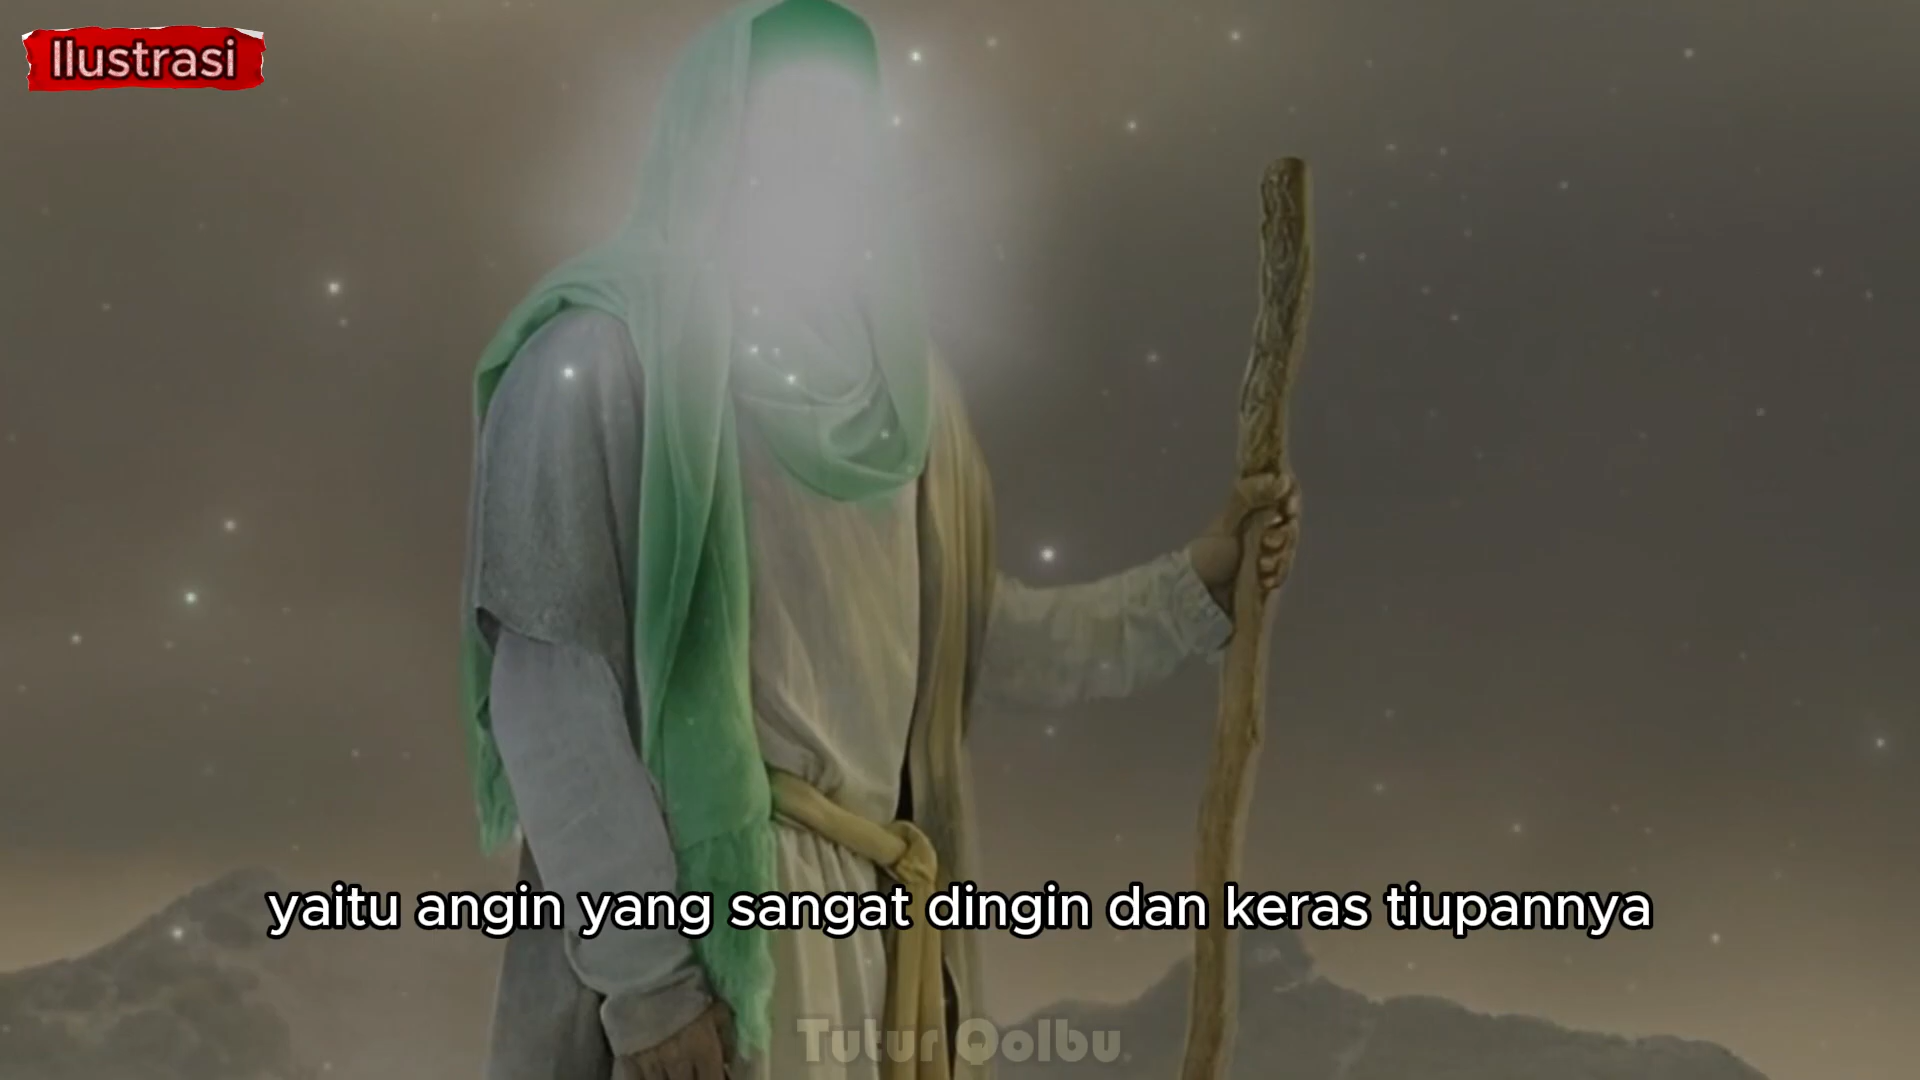 Ilustrasi
yaitu angin yang sangat dingin dan keras tiupannya
Tutur Qolbu